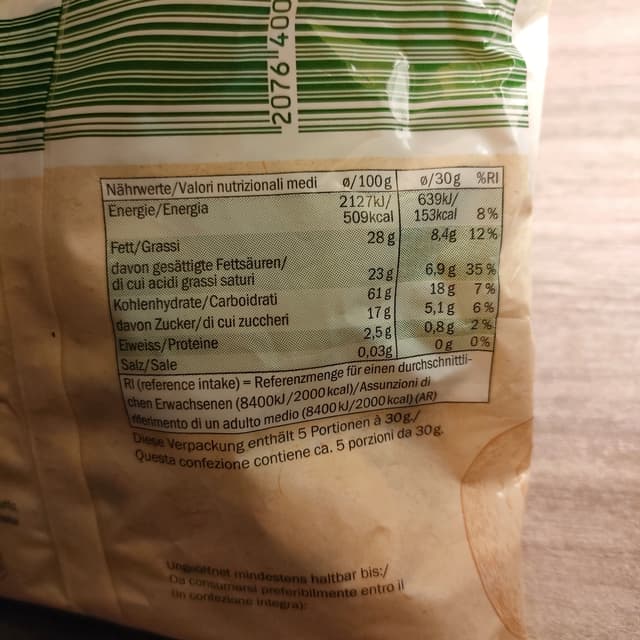 2076 400
Nährwerte/Valori nutrizionali medi ø/100g ø/30g %RI
Energie/Energia 2127kJ/ 639kJ/
509kcal 153kcal 8%
Fett/Grassi 28g 8,4g 12%
davon gesättigte Fettsäuren/
di cui acidi grassi saturi 23g 6,9g 35%
Kohlenhydrate/Carboidrati 61g 18g 7%
davon Zucker/di cui zuccheri 17g 5,1g 6%
Eiweiss/Proteine 2,5g 0,8g 2%
Salz/Sale 0,03g 0g 0%
RI (reference intake) = Referenzmenge für einen durchschnittli-
chen Erwachsenen (8400kJ/2000kcal)/Assunzioni di
riferimento di un adulto medio (8400kJ/2000kcal) (AR)
Diese Verpackung enthält 5 Portionen à 30g./
Questa confezione contiene ca. 5 porzioni da 30g.
Ungeöffnet mindestens haltbar bis:/
Da consumarsi preferibilmente entro il
(in confezione integra):